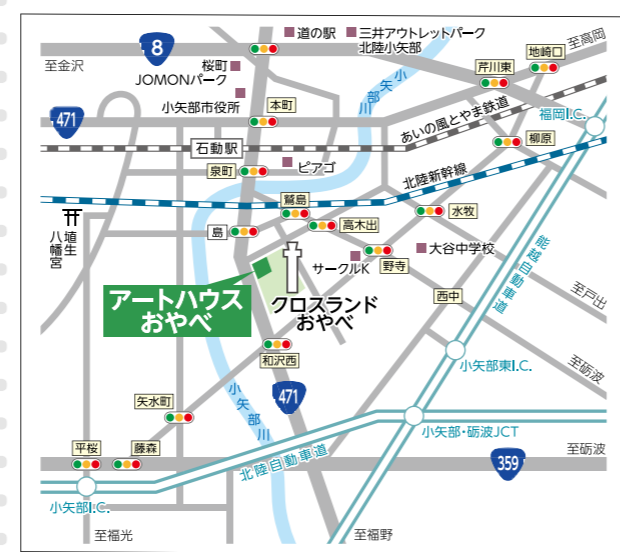 道の駅
三井アウトレットパーク
北陸小矢部
8
至高岡
地崎口
至金沢
桜町
JOMONパーク
芹川東
小矢部市役所
小矢部川
本町
471
あいの風とやま鉄道
福岡I.C.
柳原
石動駅
ピアゴ
泉町
北陸新幹線
鷲島
水牧
埴生
八幡宮
島
高木出
大谷中学校
サークルK
野寺
能越自動車道
アートハウス
おやべ
クロスランド
おやべ
西中
至戸出
和沢西
小矢部東I.C.
至砺波
471
矢水町
小矢部川
小矢部・砺波JCT
平桜
藤森
北陸自動車道
至砺波
359
小矢部I.C.
至福光
至福野